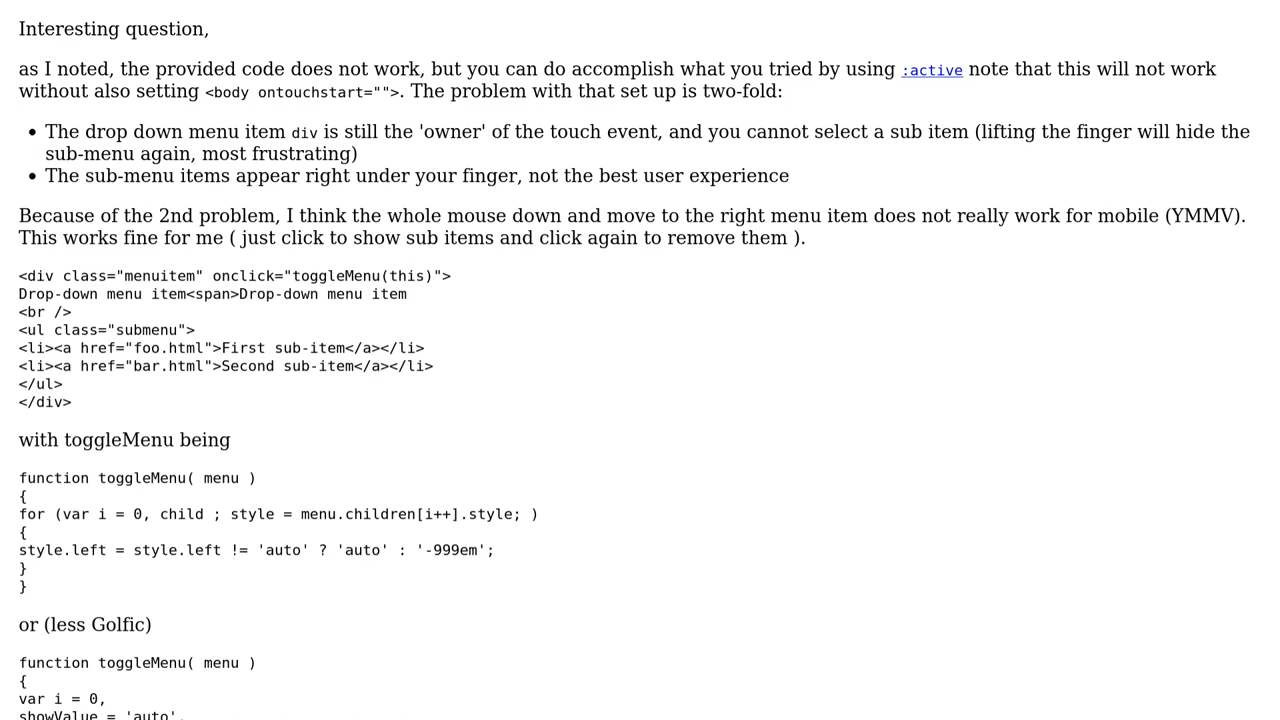 Interesting question,
as I noted, the provided code does not work, but you can do accomplish what you tried by using :active note that this will not work
without also setting <body ontouchstart="">. The problem with that set up is two-fold:
• The drop down menu item div is still the 'owner' of the touch event, and you cannot select a sub item (lifting the finger will hide the
sub-menu again, most frustrating)
• The sub-menu items appear right under your finger, not the best user experience
Because of the 2nd problem, I think the whole mouse down and move to the right menu item does not really work for mobile (YMMV).
This works fine for me ( just click to show sub items and click again to remove them ).
<div class="menuitem" onclick="toggleMenu(this)">
Drop-down menu item<span>Drop-down menu item
<br />
<ul class="submenu">
<li><a href="foo.html">First sub-item</a></li>
<li><a href="bar.html">Second sub-item</a></li>
</ul>
</div>
with toggleMenu being
function toggleMenu( menu )
{
for (var i = 0, child ; style = menu.children[i++].style; )
{
style.left = style.left != 'auto' ? 'auto' : '-999em';
}
}
or (less Golfic)
function toggleMenu( menu )
{
var i = 0,
showValue = 'auto',